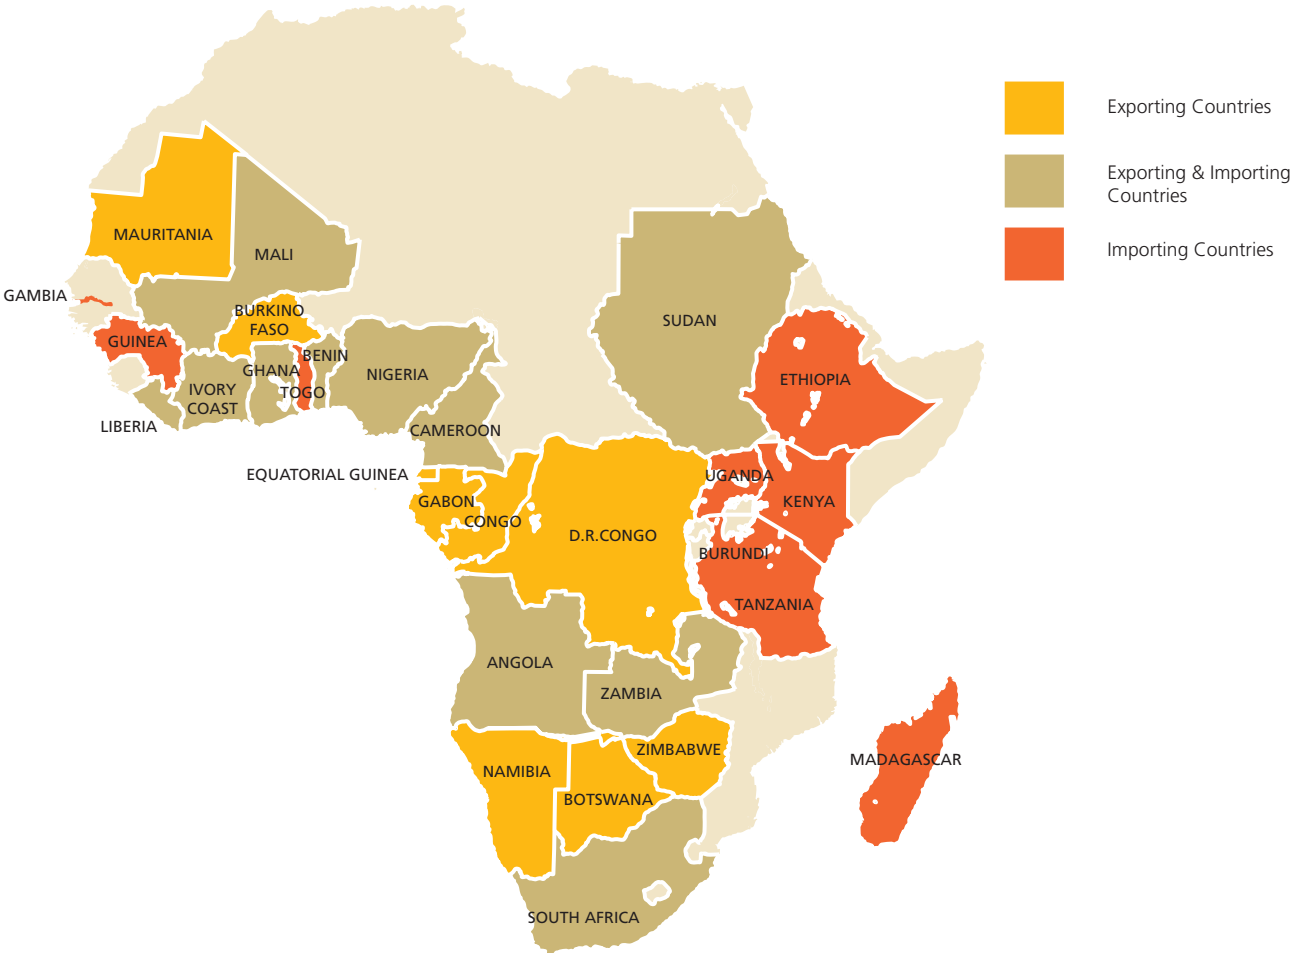 Exporting Countries
Exporting & Importing
Countries
Importing Countries
MAURITANIA
MALI
GAMBIA
BURKINO
FASO
GUINEA
BENIN
GHANA
TOGO
IVORY
COAST
LIBERIA
NIGERIA
CAMEROON
SUDAN
ETHIOPIA
EQUATORIAL GUINEA
GABON
CONGO
D.R.CONGO
UGANDA
KENYA
BURUNDI
TANZANIA
ANGOLA
ZAMBIA
ZIMBABWE
NAMIBIA
BOTSWANA
MADAGASCAR
SOUTH AFRICA